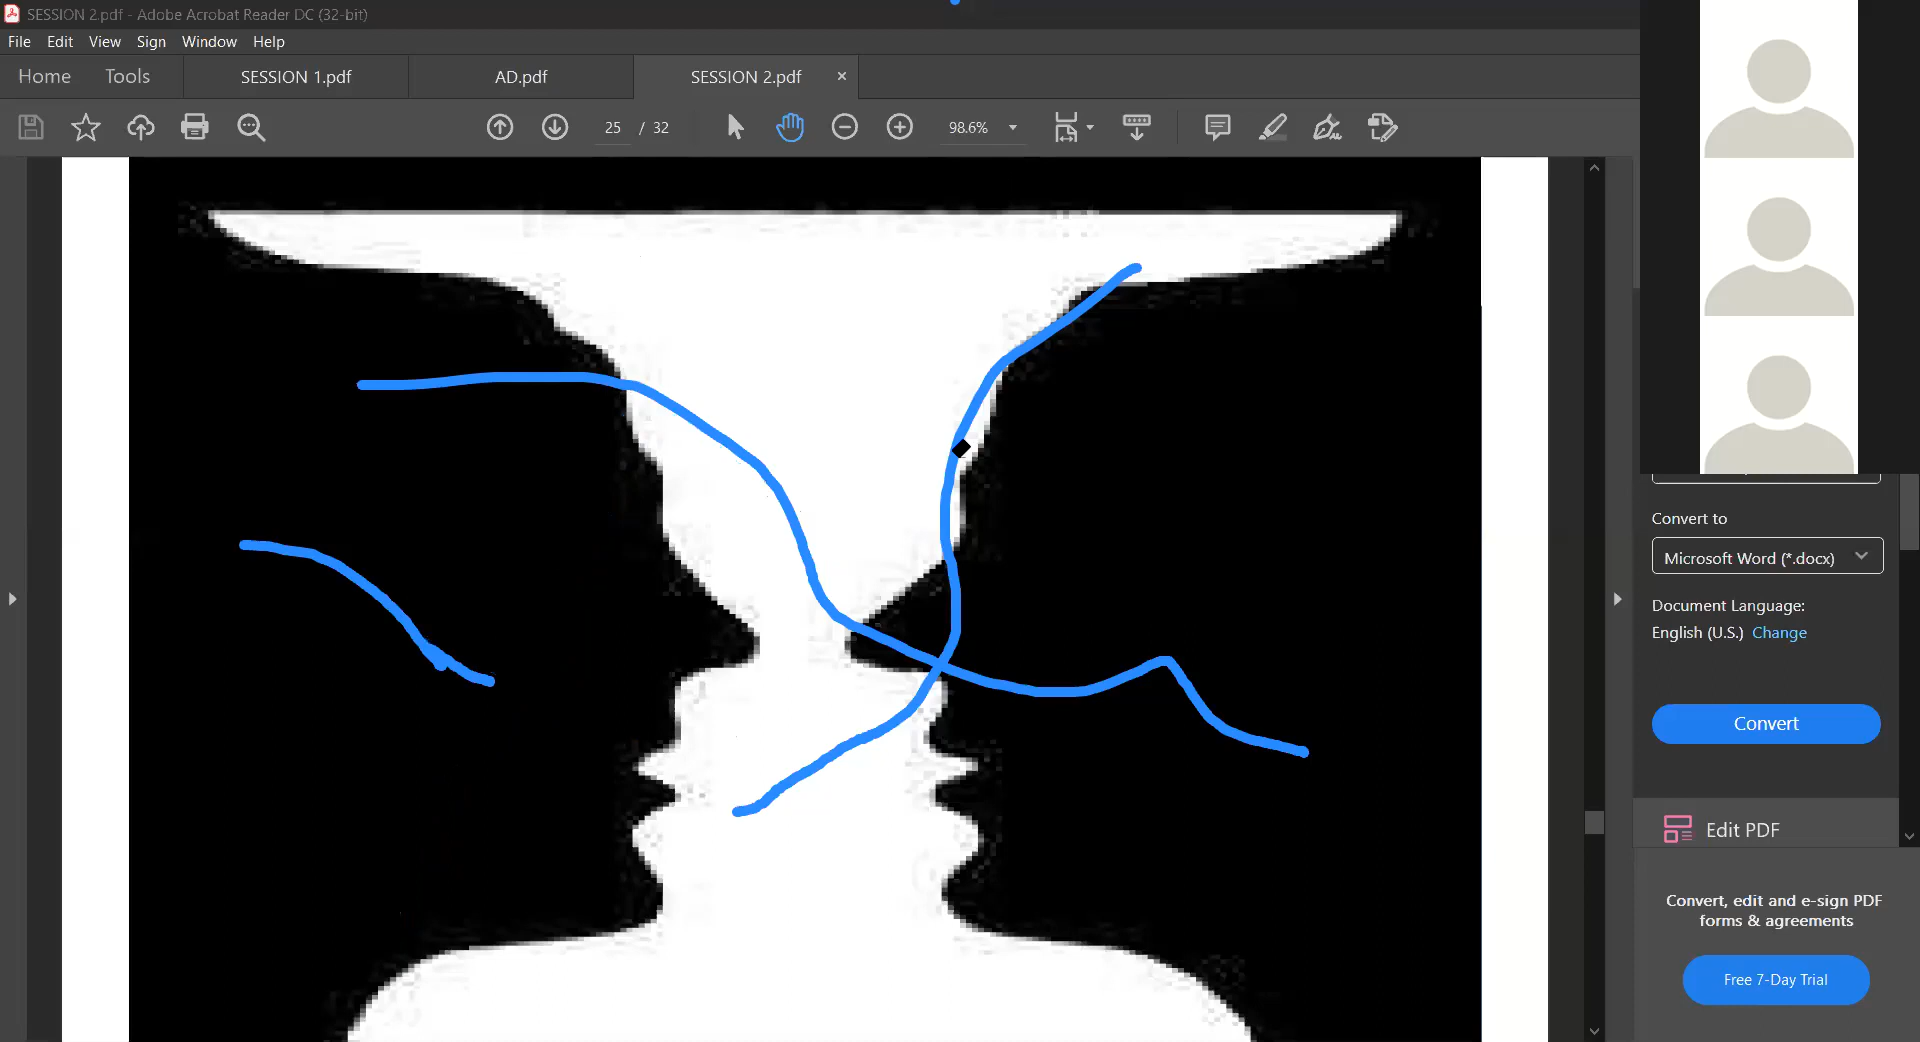 SESSION 2.pdf - Adobe Acrobat Reader DC (32-bit)
File Edit View Sign Window Help
Home Tools SESSION 1.pdf AD.pdf SESSION 2.pdf ×
25 / 32 98.6%
Convert to
Microsoft Word (*.docx)
Document Language:
English (U.S.) Change
Convert
Edit PDF
Convert, edit and e-sign PDF
forms & agreements
Free 7-Day Trial